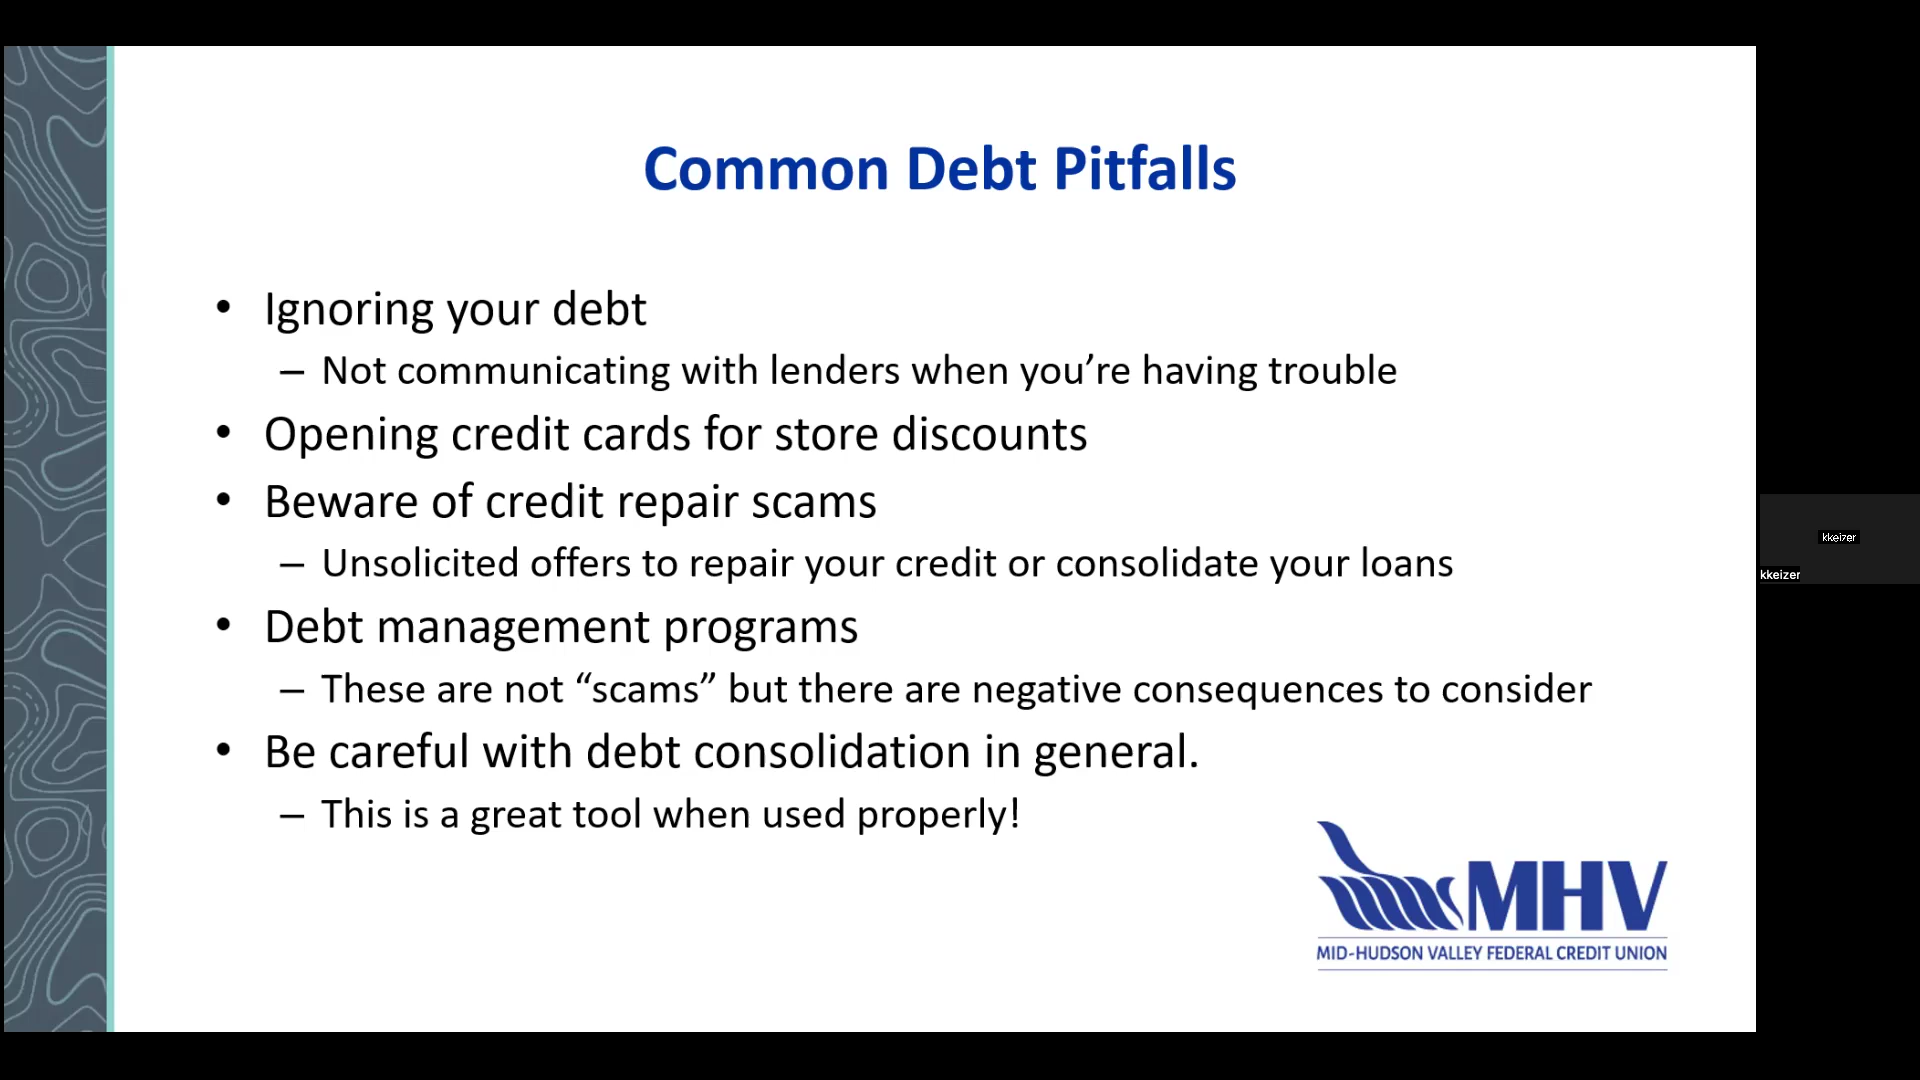 Common Debt Pitfalls
• Ignoring your debt
– Not communicating with lenders when you’re having trouble
• Opening credit cards for store discounts
• Beware of credit repair scams
– Unsolicited offers to repair your credit or consolidate your loans
• Debt management programs
– These are not “scams” but there are negative consequences to consider
• Be careful with debt consolidation in general.
– This is a great tool when used properly!
MHV
MID-HUDSON VALLEY FEDERAL CREDIT UNION
kkeizer
kkeizer